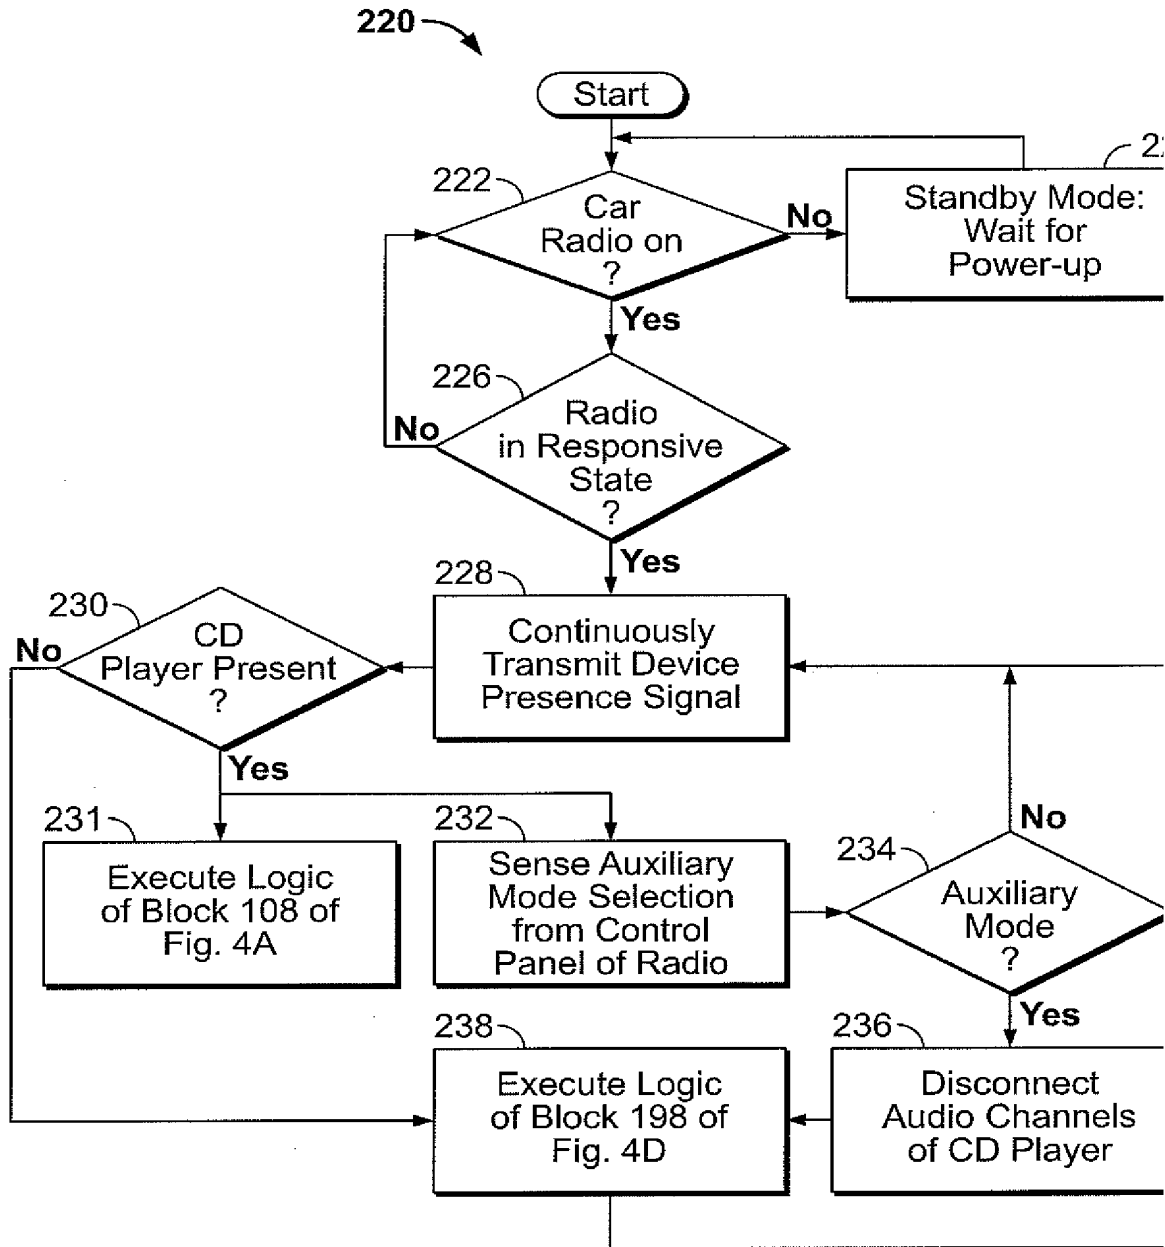 220
Start
222
Car
Radio on
?
No
Standby Mode:
Wait for
Power-up
Yes
226
Radio
in Responsive
State
?
No
Yes
228
Continuously
Transmit Device
Presence Signal
230
CD
Player Present
?
No
Yes
231
Execute Logic
of Block 108 of
Fig. 4A
232
Sense Auxiliary
Mode Selection
from Control
Panel of Radio
234
Auxiliary
Mode
?
No
Yes
236
Disconnect
Audio Channels
of CD Player
238
Execute Logic
of Block 198 of
Fig. 4D